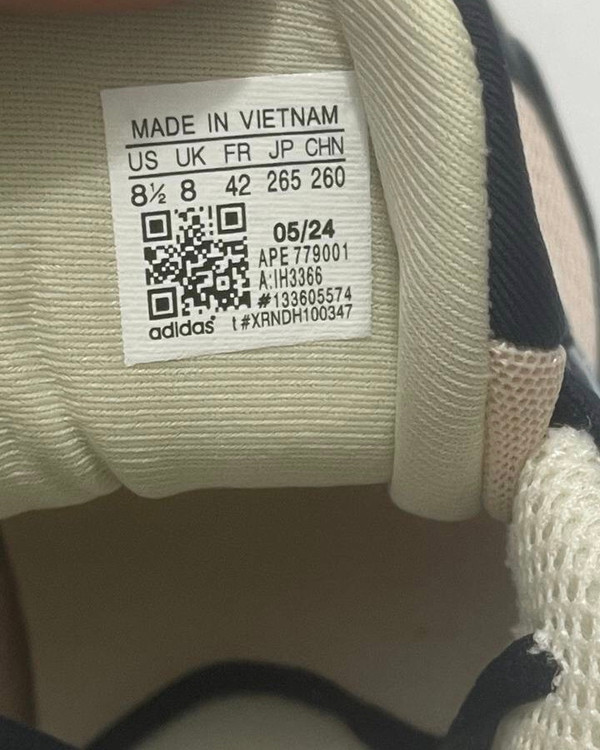 MADE IN VIETNAM
US UK FR JP CHN
8½ 8 42 265 260
05/24
APE 779001
A:IH3366
#133605574
adidas t#XRNDH100347